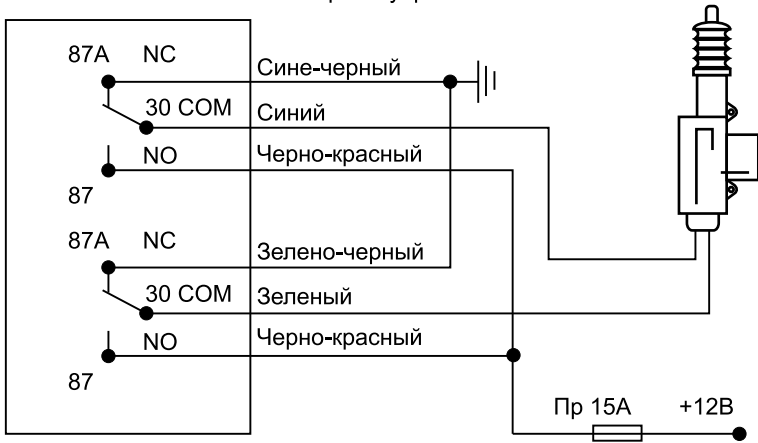 87A NC
Сине-черный
30 COM
Синий
NO
Черно-красный
87
87A NC
Зелено-черный
30 COM
Зеленый
NO
Черно-красный
87
Пр 15А
+12В